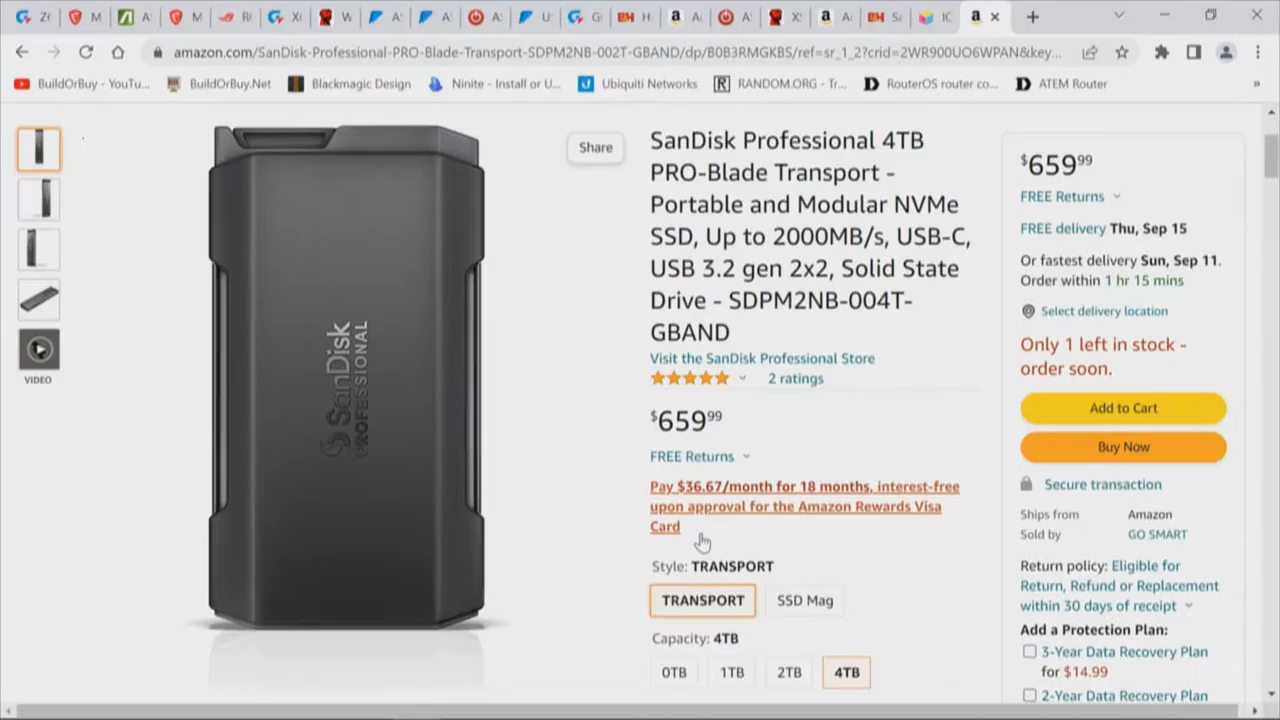 Ze
M
A
M
R
X(
W
A:
A:
A:
U
G
H
A
A
X!
A
S
IC
amazon.com/SanDisk-Professional-PRO-Blade-Transport-SDPM2NB-002T-GBAND/dp/B0B3RMGKBS/ref=sr_1_2?crid=2WR900UO6WPAN&key...
BuildOrBuy - YouTu...
BuildOrBuy.Net
Blackmagic Design
Ninite - Install or U...
Ubiquiti Networks
RANDOM.ORG - Tr...
RouterOS router co...
ATEM Router
»
Share
VIDEO
SanDisk
PROFESSIONAL
SanDisk Professional 4TB
PRO-Blade Transport -
Portable and Modular NVMe
SSD, Up to 2000MB/s, USB-C,
USB 3.2 gen 2x2, Solid State
Drive - SDPM2NB-004T-
GBAND
Visit the SanDisk Professional Store
2 ratings
$659.99
FREE Returns
Pay $36.67/month for 18 months, interest-free
upon approval for the Amazon Rewards Visa
Card
Style: TRANSPORT
TRANSPORT
SSD Mag
Capacity: 4TB
0TB
1TB
2TB
4TB
$659.99
FREE Returns
FREE delivery Thu, Sep 15
Or fastest delivery Sun, Sep 11.
Order within 1 hr 15 mins
Select delivery location
Only 1 left in stock -
order soon.
Add to Cart
Buy Now
Secure transaction
Ships from Amazon
Sold by GO SMART
Return policy: Eligible for
Return, Refund or Replacement
within 30 days of receipt
Add a Protection Plan:
3-Year Data Recovery Plan
for $14.99
2-Year Data Recovery Plan